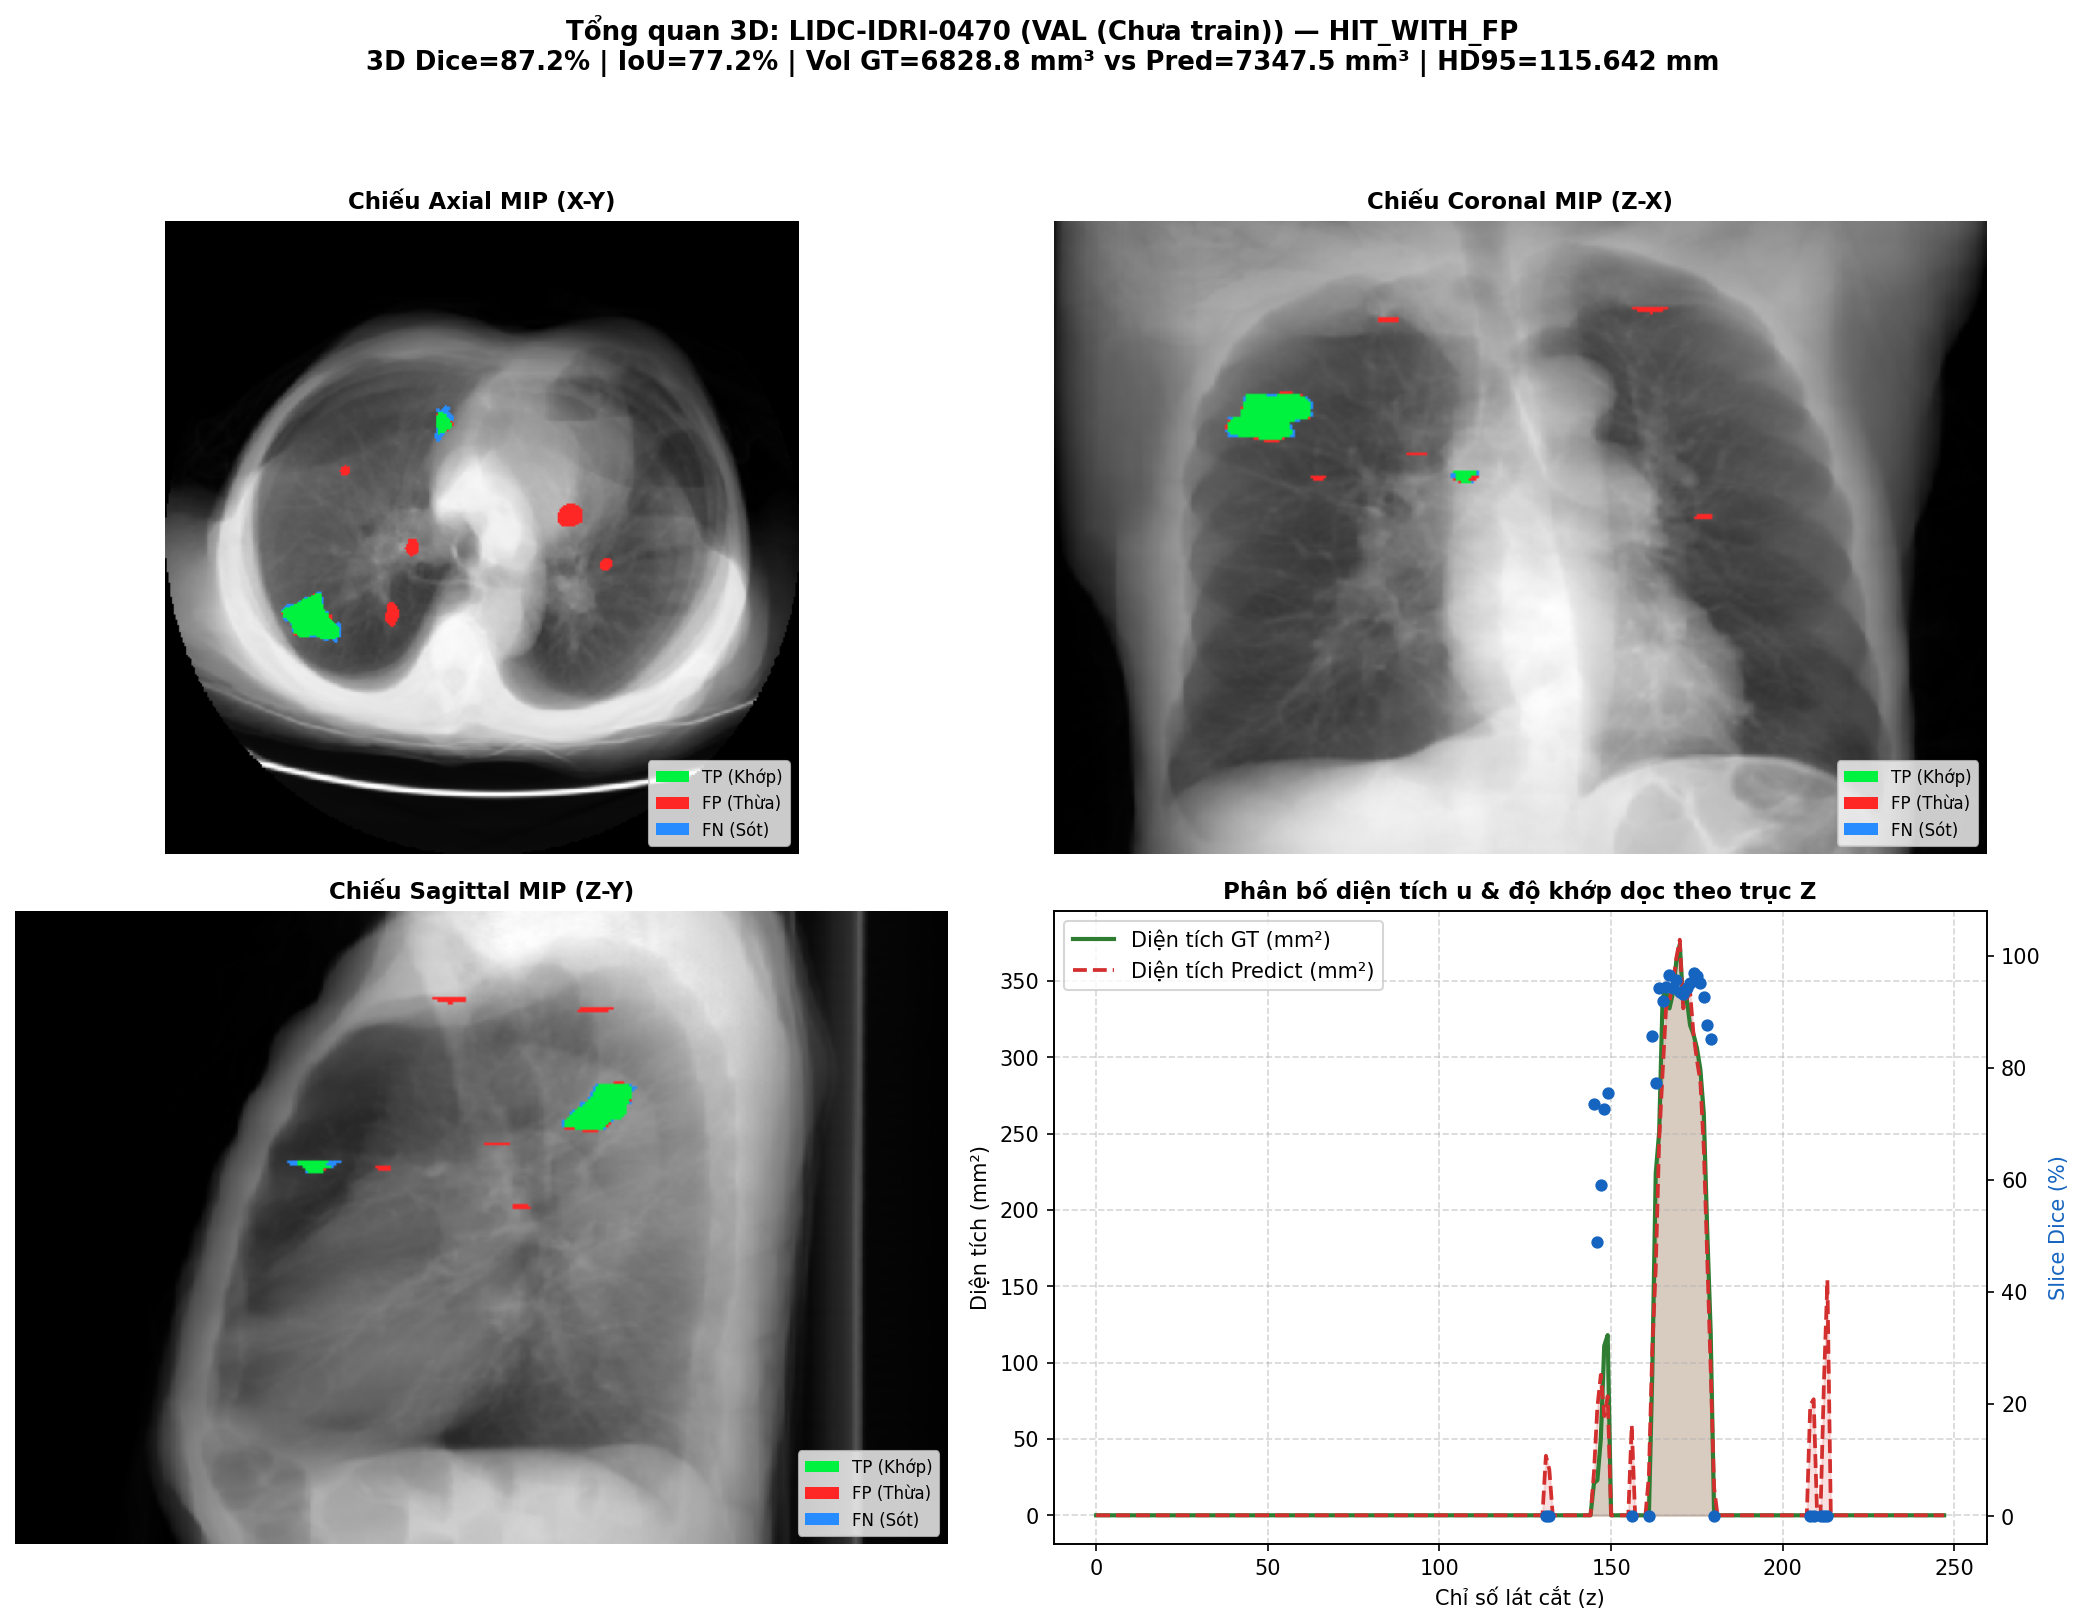 Tổng quan 3D: LIDC-IDRI-0470 (VAL (Chưa train)) — HIT_WITH_FP
3D Dice=87.2% | IoU=77.2% | Vol GT=6828.8 mm³ vs Pred=7347.5 mm³ | HD95=115.642 mm
Chiếu Axial MIP (X-Y)
TP (Khớp)
FP (Thừa)
FN (Sót)
Chiếu Coronal MIP (Z-X)
TP (Khớp)
FP (Thừa)
FN (Sót)
Chiếu Sagittal MIP (Z-Y)
TP (Khớp)
FP (Thừa)
FN (Sót)
Phân bố diện tích u & độ khớp dọc theo trục Z
Diện tích GT (mm²)
Diện tích Predict (mm²)
Diện tích (mm²)
350
300
250
200
150
100
50
0
100
80
60
40
20
0
Slice Dice (%)
0
50
100
150
200
250
Chỉ số lát cắt (z)